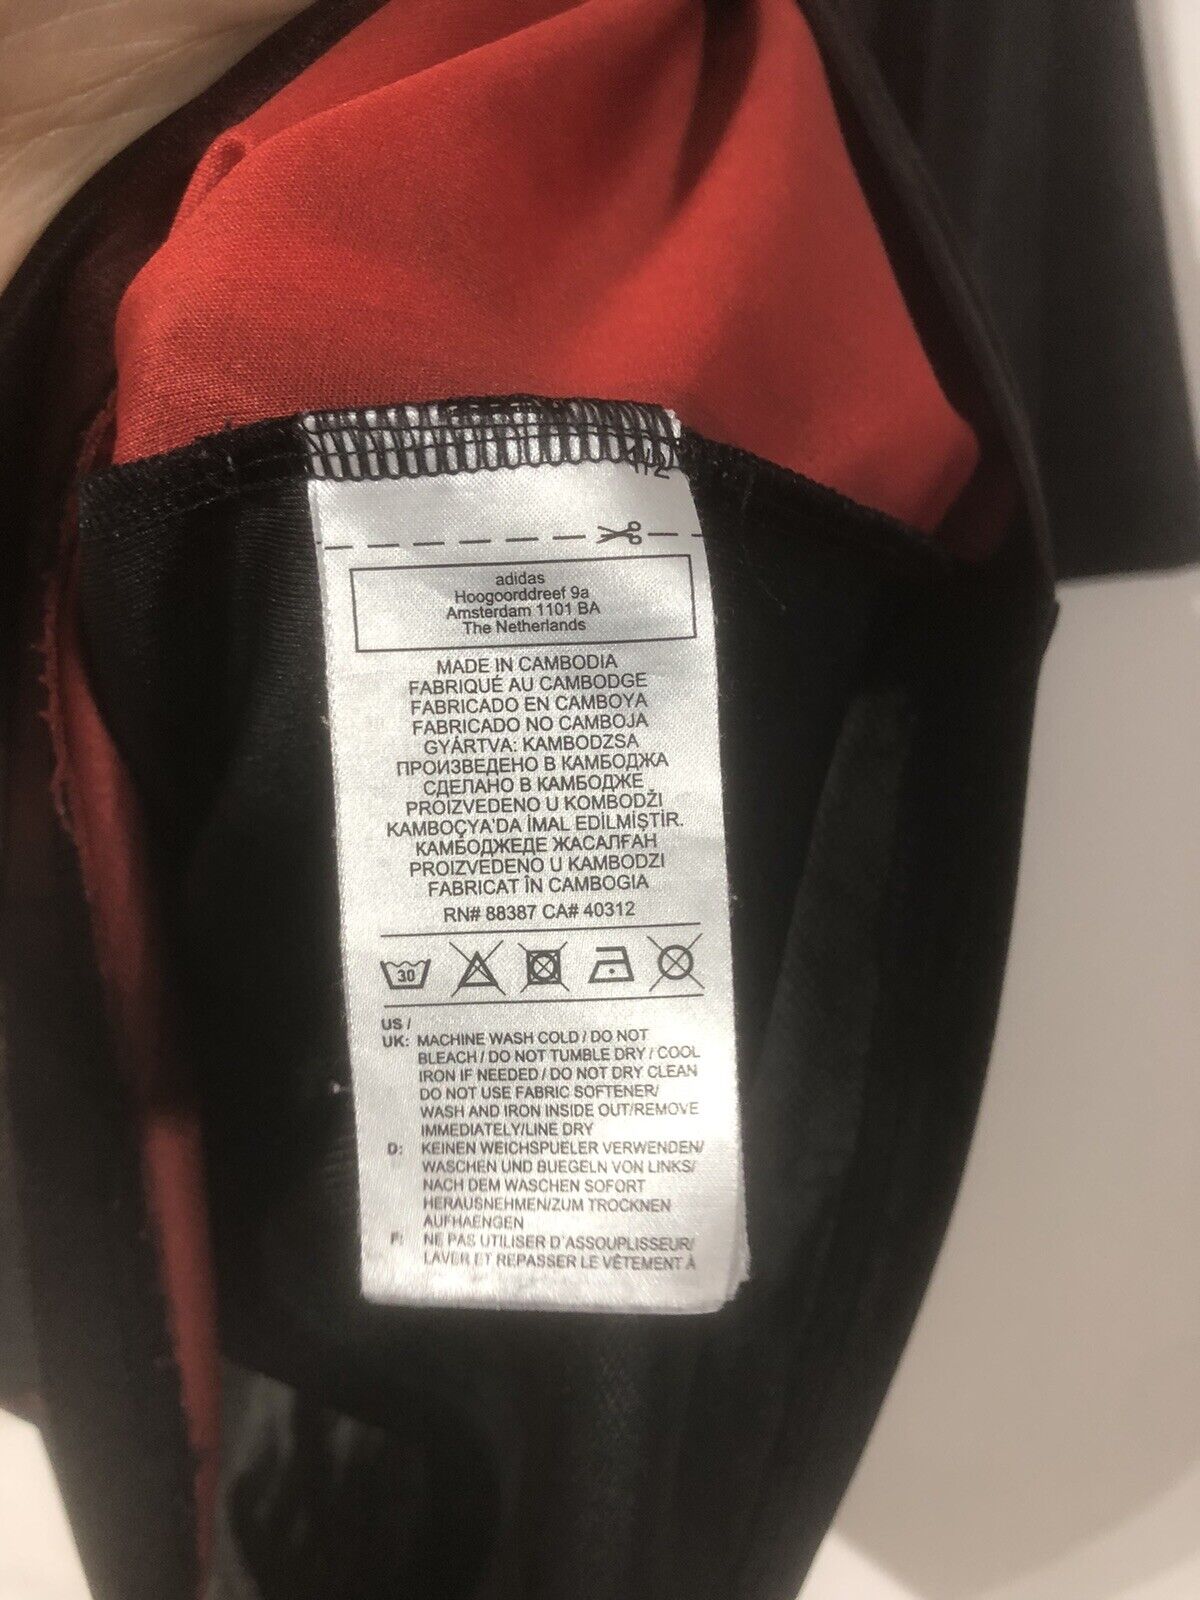 1/2
adidas
Hoogoorddreef 9a
Amsterdam 1101 BA
The Netherlands
MADE IN CAMBODIA
FABRIQUÉ AU CAMBODGE
FABRICADO EN CAMBOYA
FABRICADO NO CAMBOJA
GYÁRTVA: KAMBODZSA
ПРОИЗВЕДЕНО В КАМБОДЖА
СДЕЛАНО В КАМБОДЖЕ
PROIZVEDENO U KOMBODŽI
KAMBOÇYA'DA İMAL EDİLMİŞTİR.
КАМБОДЖЕДЕ ЖАСАЛҒАН
PROIZVEDENO U KAMBODZI
FABRICAT ÎN CAMBOGIA
RN# 88387 CA# 40312
30
US /
UK: MACHINE WASH COLD / DO NOT
BLEACH / DO NOT TUMBLE DRY / COOL
IRON IF NEEDED / DO NOT DRY CLEAN
DO NOT USE FABRIC SOFTENER/
WASH AND IRON INSIDE OUT/REMOVE
IMMEDIATELY/LINE DRY
D: KEINEN WEICHSPUELER VERWENDEN/
WASCHEN UND BUEGELN VON LINKS/
NACH DEM WASCHEN SOFORT
HERAUSNEHMEN/ZUM TROCKNEN
AUFHAENGEN
F: NE PAS UTILISER D'ASSOUPLISSEUR/
LAVER ET REPASSER LE VÊTEMENT À